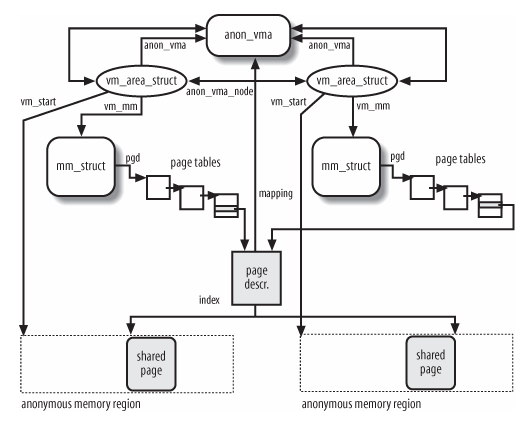 anon_vma
anon_vma
anon_vma
vm_area_struct
vm_area_struct
anon_vma_node
vm_start
vm_mm
vm_start
vm_mm
mm_struct
pgd
page tables
mm_struct
pgd
page tables
mapping
page
descr.
index
shared
page
shared
page
anonymous memory region
anonymous memory region